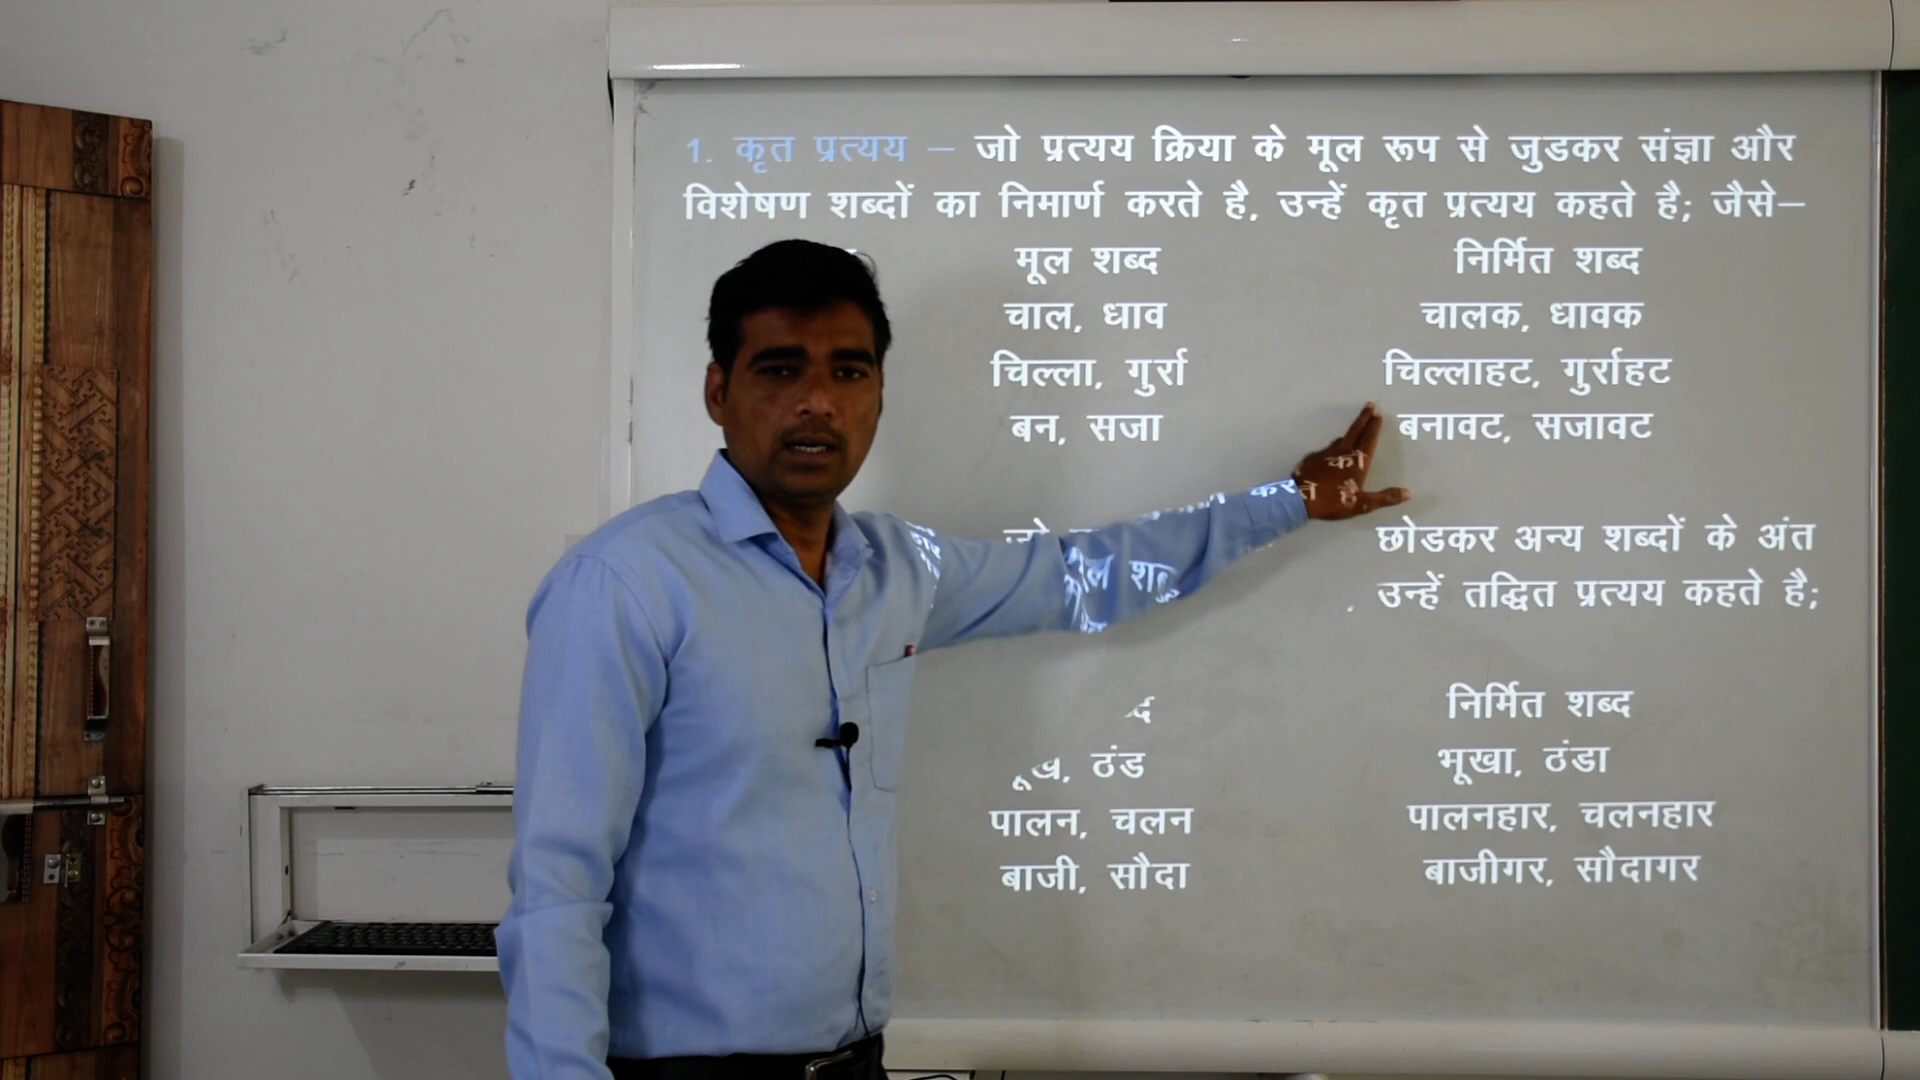 1. कृत प्रत्यय – जो प्रत्यय क्रिया के मूल रूप से जुडकर संज्ञा और
विशेषण शब्दों का निमार्ण करते है, उन्हें कृत प्रत्यय कहते है; जैसे–
मूल शब्द निर्मित शब्द
चाल, धाव चालक, धावक
चिल्ला, गुर्रा चिल्लाहट, गुर्राहट
बन, सजा बनावट, सजावट
जो को छोडकर अन्य शब्दों के अंत
करते है, उन्हें तद्धित प्रत्यय कहते है;
मूल शब्द निर्मित शब्द
ठंड भूखा, ठंडा
पालन, चलन पालनहार, चलनहार
बाजी, सौदा बाजीगर, सौदागर